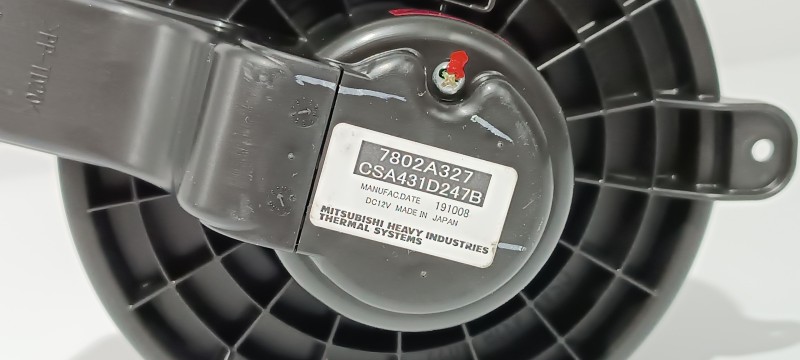 7802A327
CSA431D247B
MANUFAC.DATE 191008
DC12V MADE IN JAPAN
MITSUBISHI HEAVY INDUSTRIES
THERMAL SYSTEMS